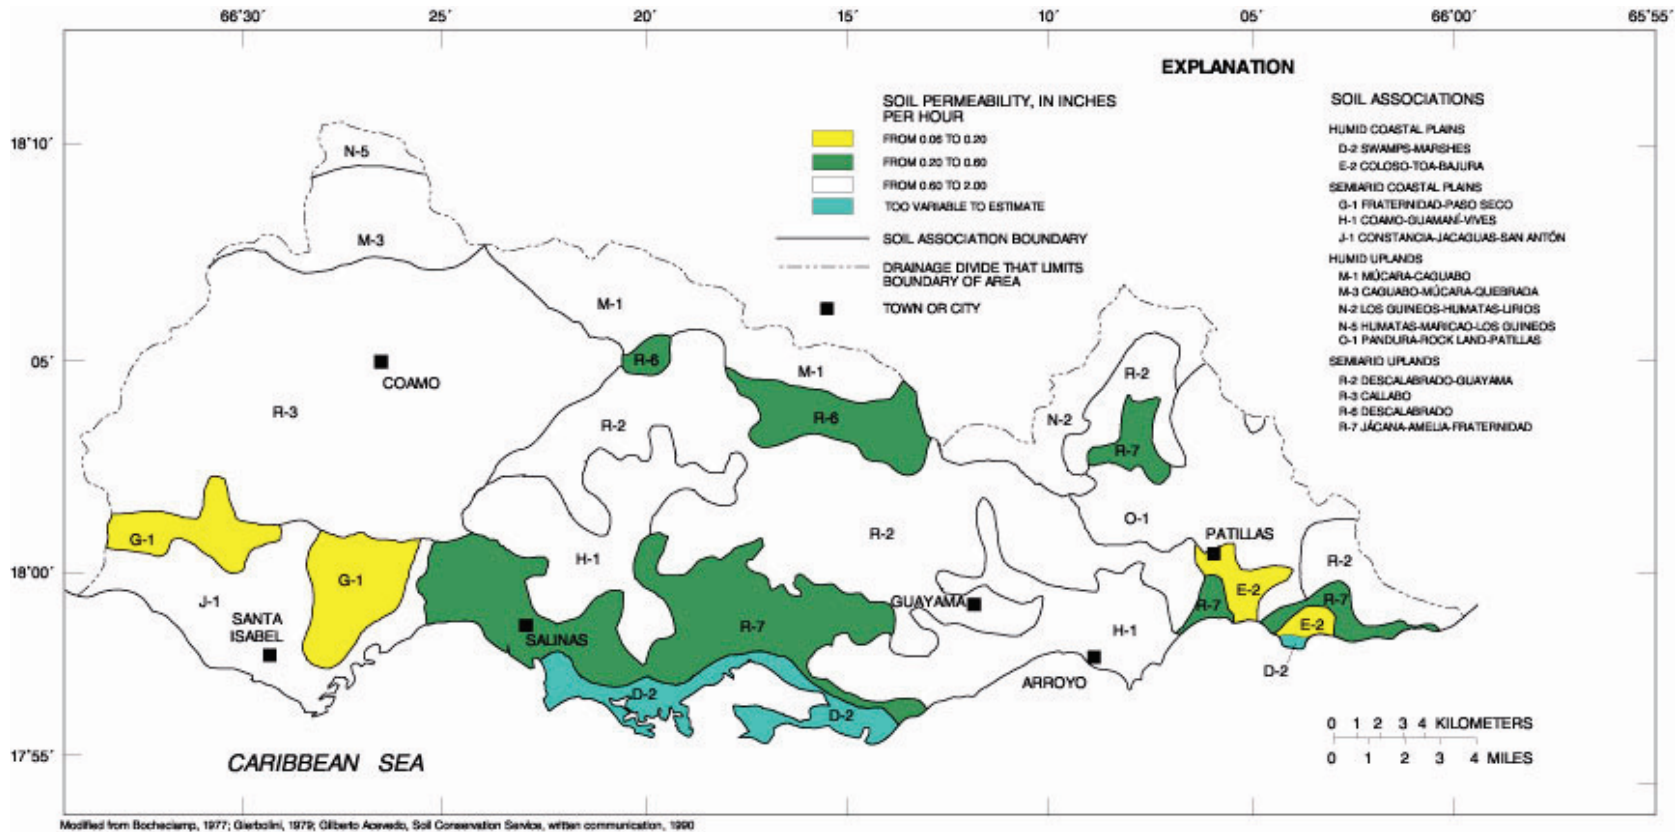 66°30′ 25′ 20′ 15′ 10′ 05′ 66°00′ 65°55′
EXPLANATION
SOIL PERMEABILITY, IN INCHES
PER HOUR
FROM 0.06 TO 0.20
FROM 0.20 TO 0.60
FROM 0.60 TO 2.00
TOO VARIABLE TO ESTIMATE
SOIL ASSOCIATION BOUNDARY
DRAINAGE DIVIDE THAT LIMITS
BOUNDARY OF AREA
TOWN OR CITY
SOIL ASSOCIATIONS
HUMID COASTAL PLAINS
D-2 SWAMPS-MARSHES
E-2 COLOSO-TOA-BAJURA
SEMIARID COASTAL PLAINS
G-1 FRATERNIDAD-PASO SECO
H-1 COAMO-GUAMANÍ-VIVES
J-1 CONSTANCIA-JACAGUAS-SAN ANTÓN
HUMID UPLANDS
M-1 MÚCARA-CAGUABO
M-3 CAGUABO-MÚCARA-QUEBRADA
N-2 LOS GUINEOS-HUMATAS-LIRIOS
N-5 HUMATAS-MARICAO-LOS GUINEOS
O-1 PANDURA-ROCK LAND-PATILLAS
SEMIARID UPLANDS
R-2 DESCALABRADO-GUAYAMA
R-3 CALLABO
R-6 DESCALABRADO
R-7 JÁCANA-AMELIA-FRATERNIDAD
18°10′
N-5
M-3
M-1
05′
R-6
M-1
R-2
COAMO
R-3
R-6
R-2
N-2
R-7
G-1
O-1
R-2
PATILLAS
R-2
18°00′
H-1
G-1
E-2
J-1
GUAYAMA
R-7
R-7
SANTA
ISABEL
SALINAS
R-7
H-1
E-2
D-2
ARROYO
D-2
D-2
0 1 2 3 4 KILOMETERS
0 1 2 3 4 MILES
17°55′
CARIBBEAN SEA
Modified from Bocheciamp, 1977; Gierbolini, 1979; Gilberto Acevedo, Soil Conservation Service, written communication, 1990